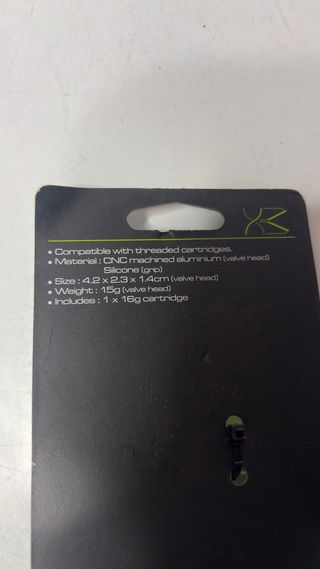 • Compatible with threaded cartridges.
• Material : CNC machined aluminium (valve head)
Silicone (grip)
• Size : 4.2 x 2.3 x 1.4cm (valve head)
• Weight : 15g (valve head)
• Includes : 1 x 16g cartridge